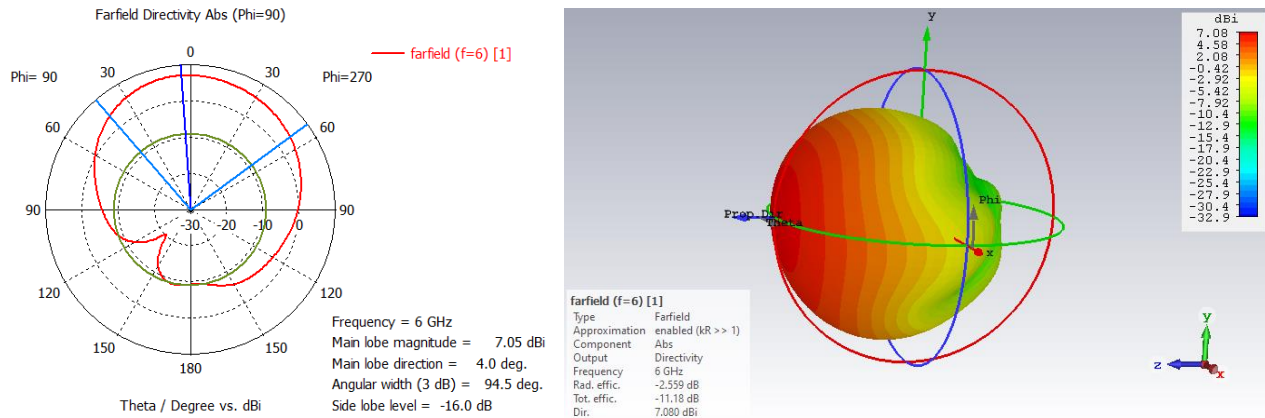 Farfield Directivity Abs (Phi=90)
farfield (f=6) [1]
Phi= 90
30
0
30
Phi=270
60
60
90
-30
-20
-10
0
90
120
120
150
150
180
Frequency = 6 GHz
Main lobe magnitude = 7.05 dBi
Main lobe direction = 4.0 deg.
Angular width (3 dB) = 94.5 deg.
Side lobe level = -16.0 dB
Theta / Degree vs. dBi
y
Phi
Prop.Dir
Theta
x
dBi
7.08
4.58
2.08
-0.42
-2.92
-5.42
-7.92
-10.4
-12.9
-15.4
-17.9
-20.4
-22.9
-25.4
-27.9
-30.4
-32.9
farfield (f=6) [1]
Type Farfield
Approximation enabled (kR >> 1)
Component Abs
Output Directivity
Frequency 6 GHz
Rad. effic. -2.559 dB
Tot. effic. -11.18 dB
Dir. 7.080 dBi
y
z
x